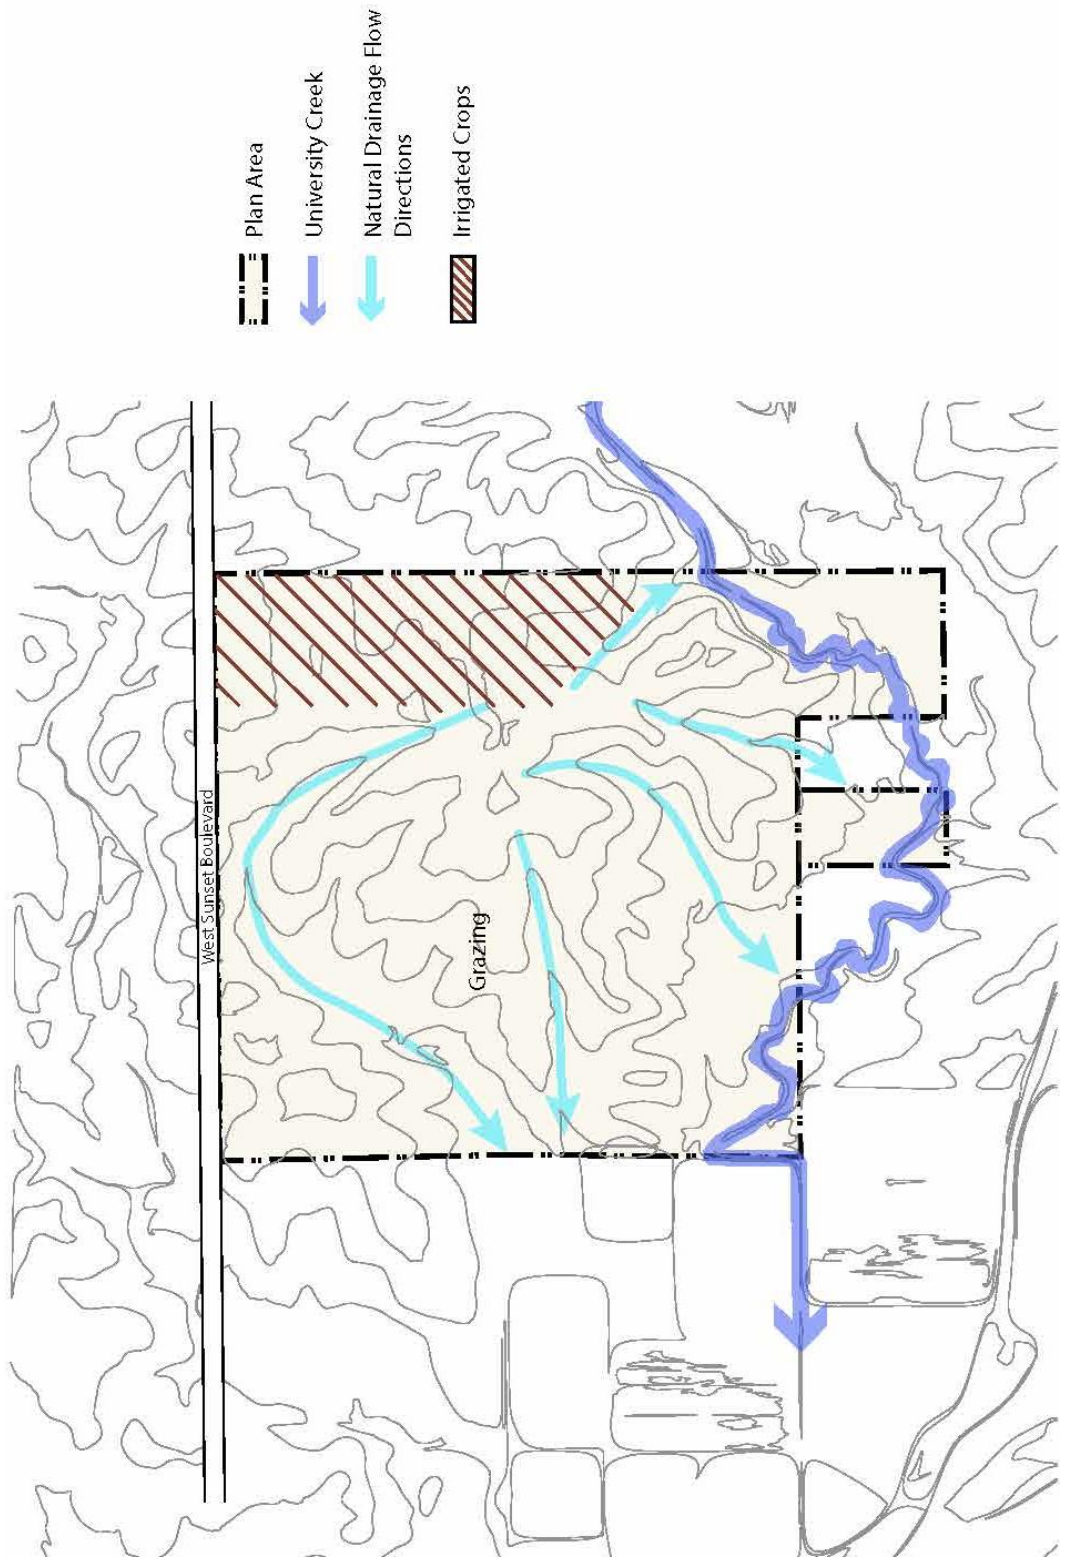 Plan Area
University Creek
Natural Drainage Flow
Directions
Irrigated Crops
West Sunset Boulevard
Grazing